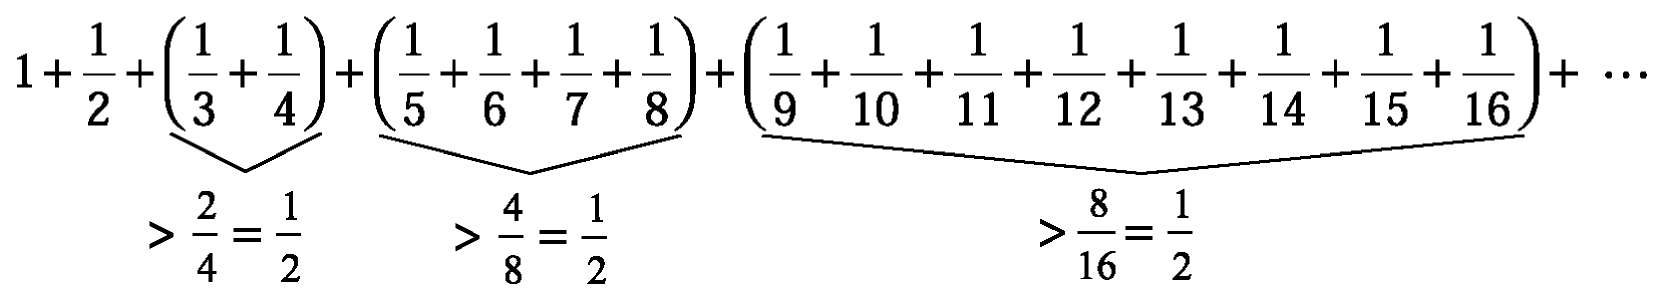 1 + 1/2 + (1/3 + 1/4) + (1/5 + 1/6 + 1/7 + 1/8) + (1/9 + 1/10 + 1/11 + 1/12 + 1/13 + 1/14 + 1/15 + 1/16) + ⋯
> 2/4 = 1/2 > 4/8 = 1/2 > 8/16 = 1/2